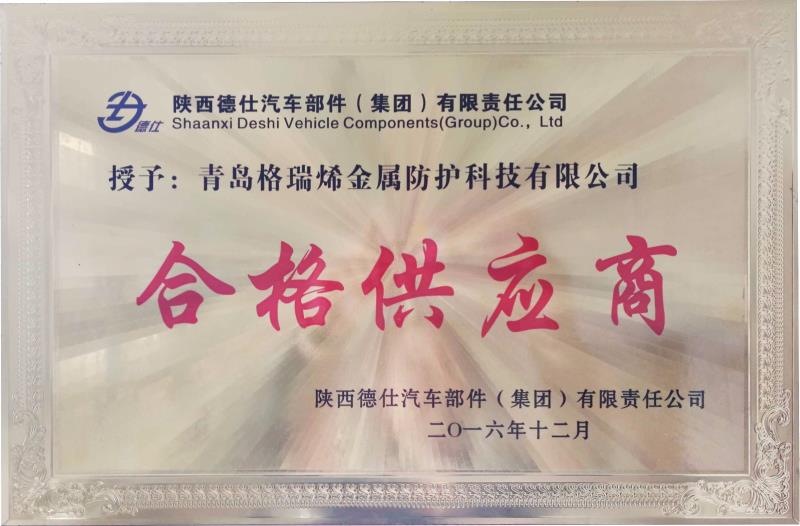 德仕
陕西德仕汽车部件（集团）有限责任公司
Shaanxi Deshi Vehicle Components(Group)Co., Ltd
授予：青岛格瑞烯金属防护科技有限公司
合格供应商
陕西德仕汽车部件（集团）有限责任公司
二〇一六年十二月